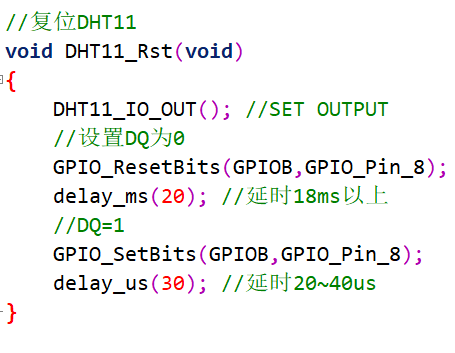 //复位DHT11
void DHT11_Rst(void)
{
DHT11_IO_OUT(); //SET OUTPUT
//设置DQ为0
GPIO_ResetBits(GPIOB,GPIO_Pin_8);
delay_ms(20); //延时18ms以上
//DQ=1
GPIO_SetBits(GPIOB,GPIO_Pin_8);
delay_us(30); //延时20~40us
}